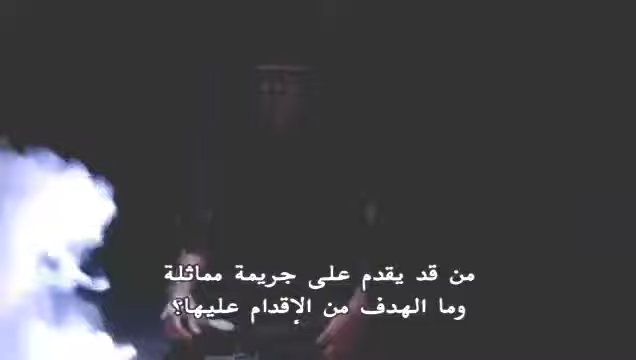 من قد يقدم على جريمة مماثلة
وما الهدف من الإقدام عليها؟